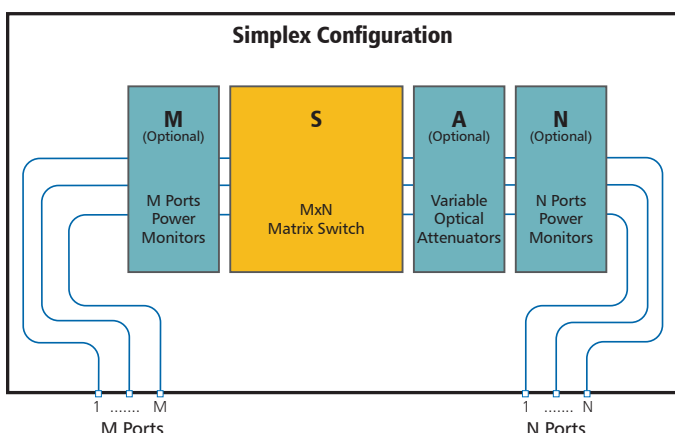 Simplex Configuration
M
(Optional)
M Ports
Power
Monitors
S
MxN
Matrix Switch
A
(Optional)
Variable
Optical
Attenuators
N
(Optional)
N Ports
Power
Monitors
1 ....... M
M Ports
1 ....... N
N Ports